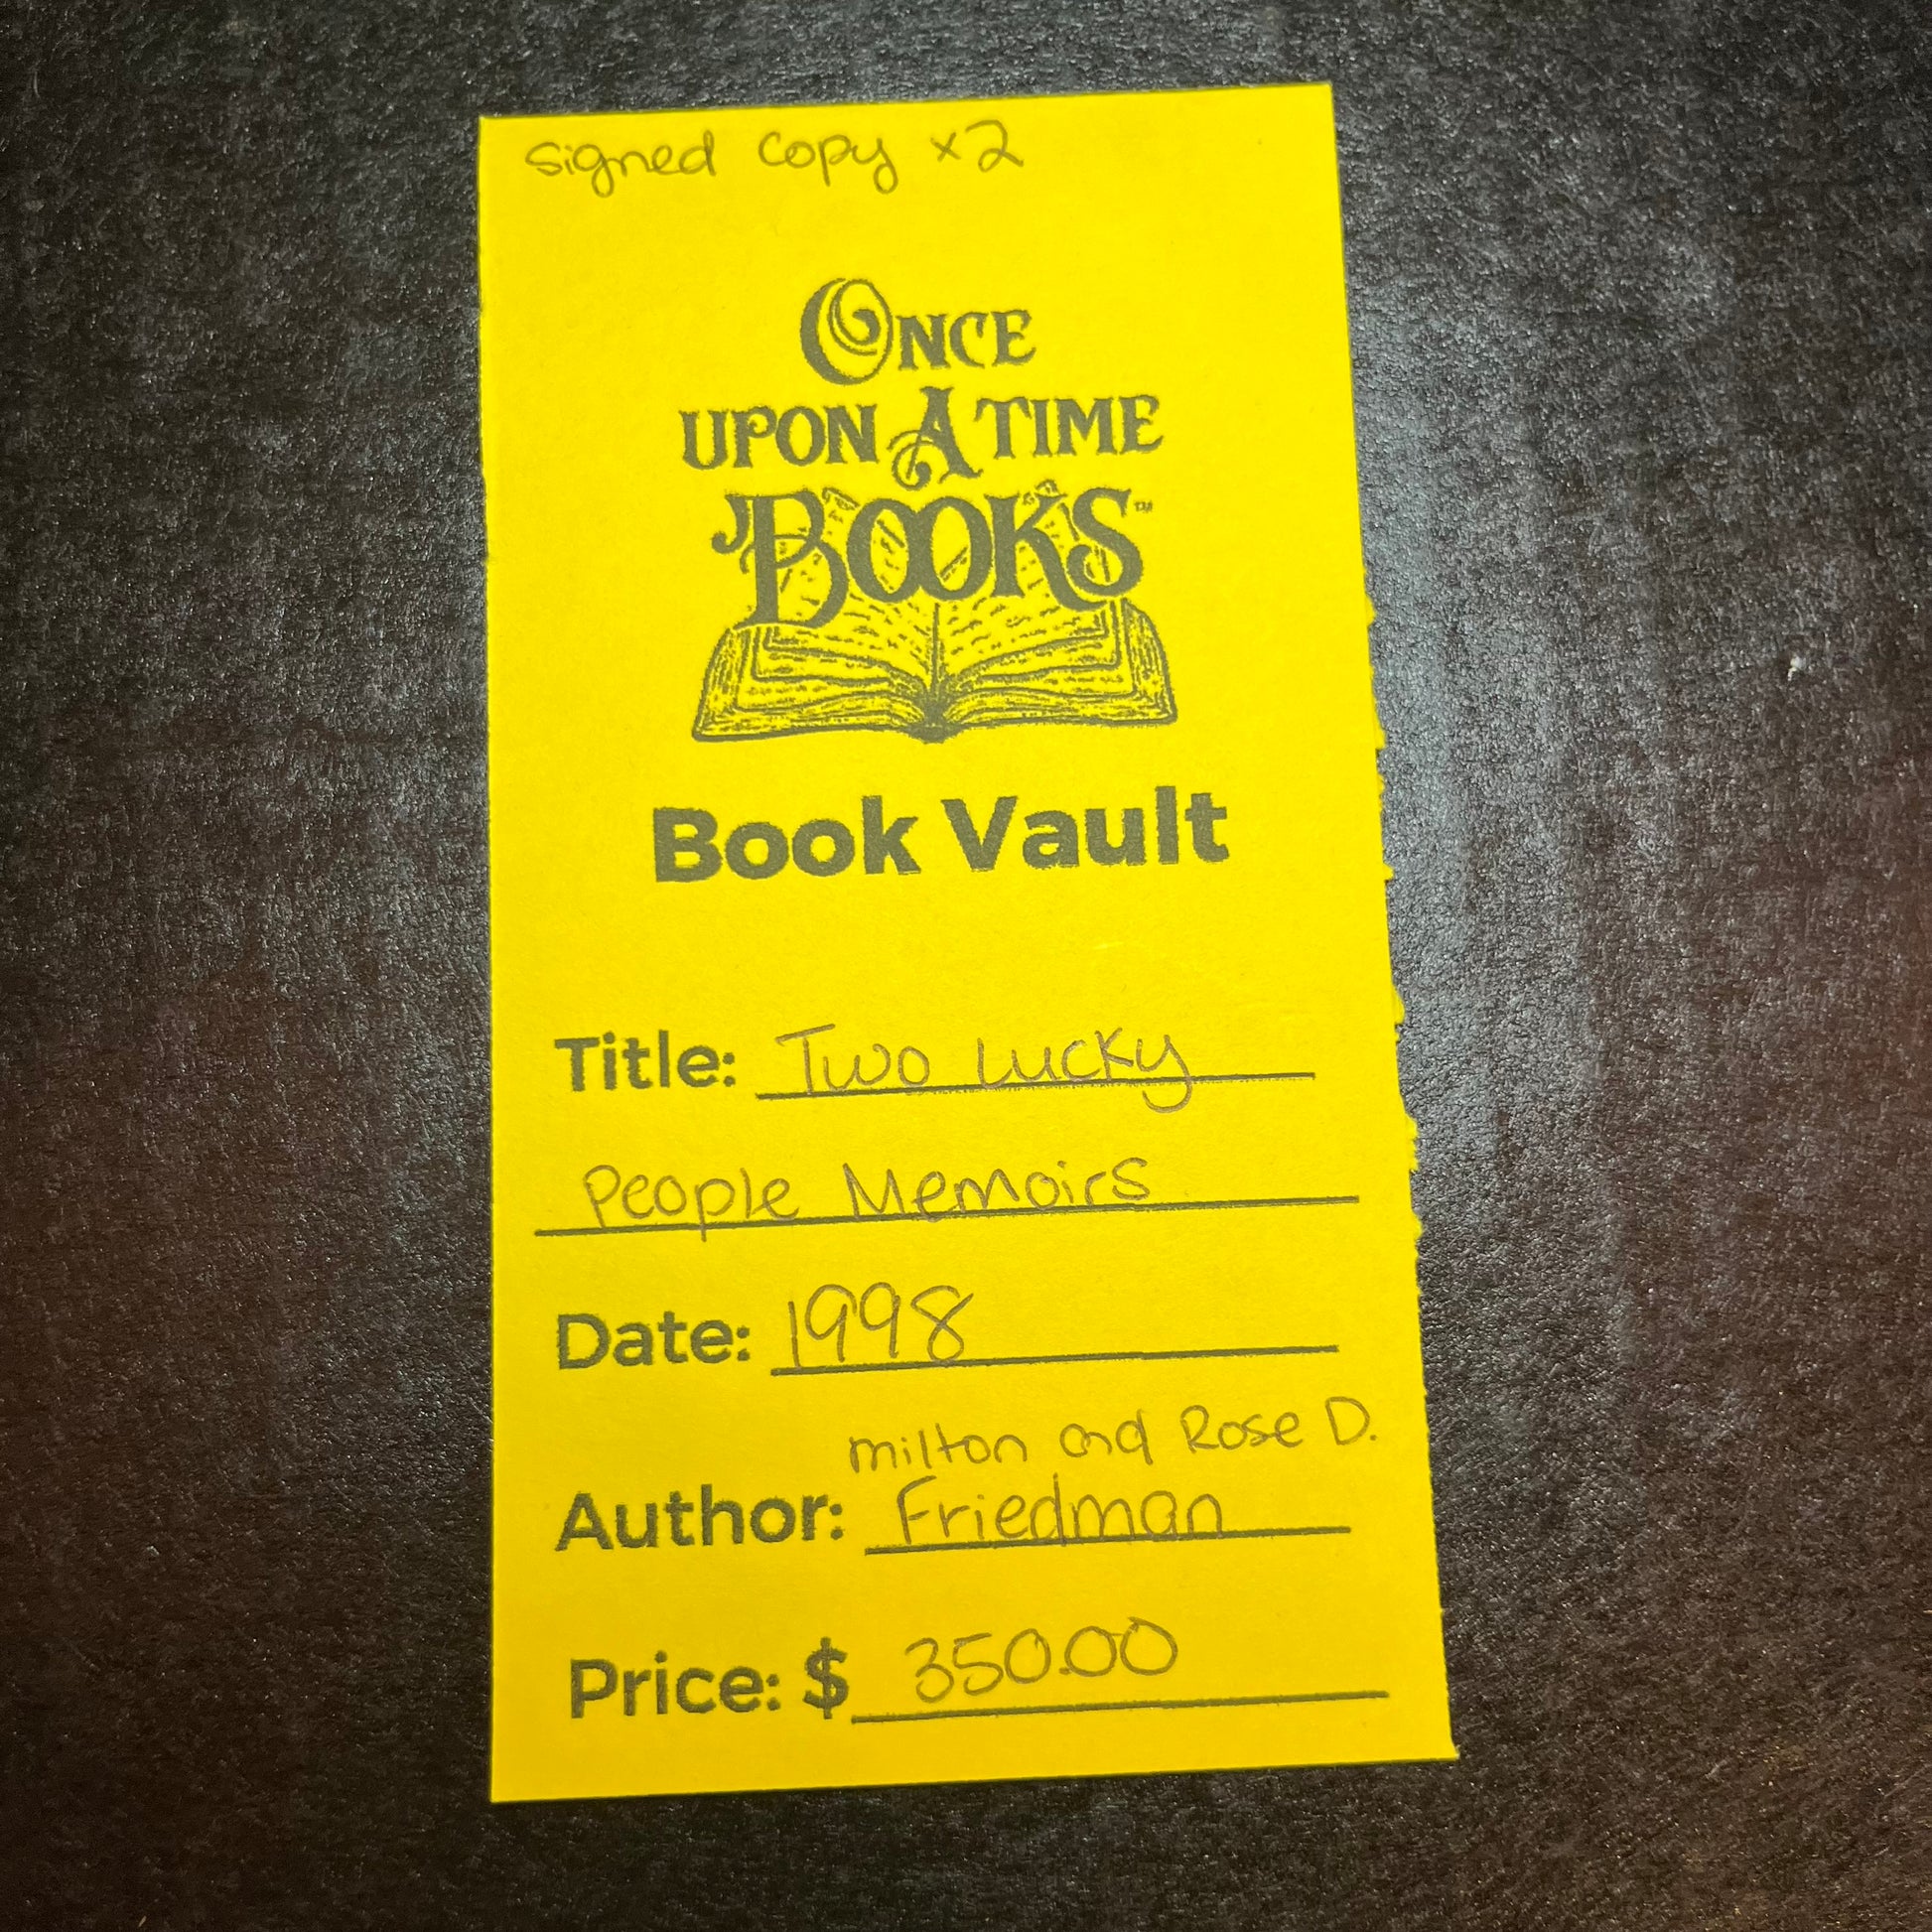 signed copy x2
ONCE
UPON A TIME
BOOKS™
Book Vault
Title: Two Lucky
People Memoirs
Date: 1998
milton and Rose D.
Author: Friedman
Price: $ 350.00